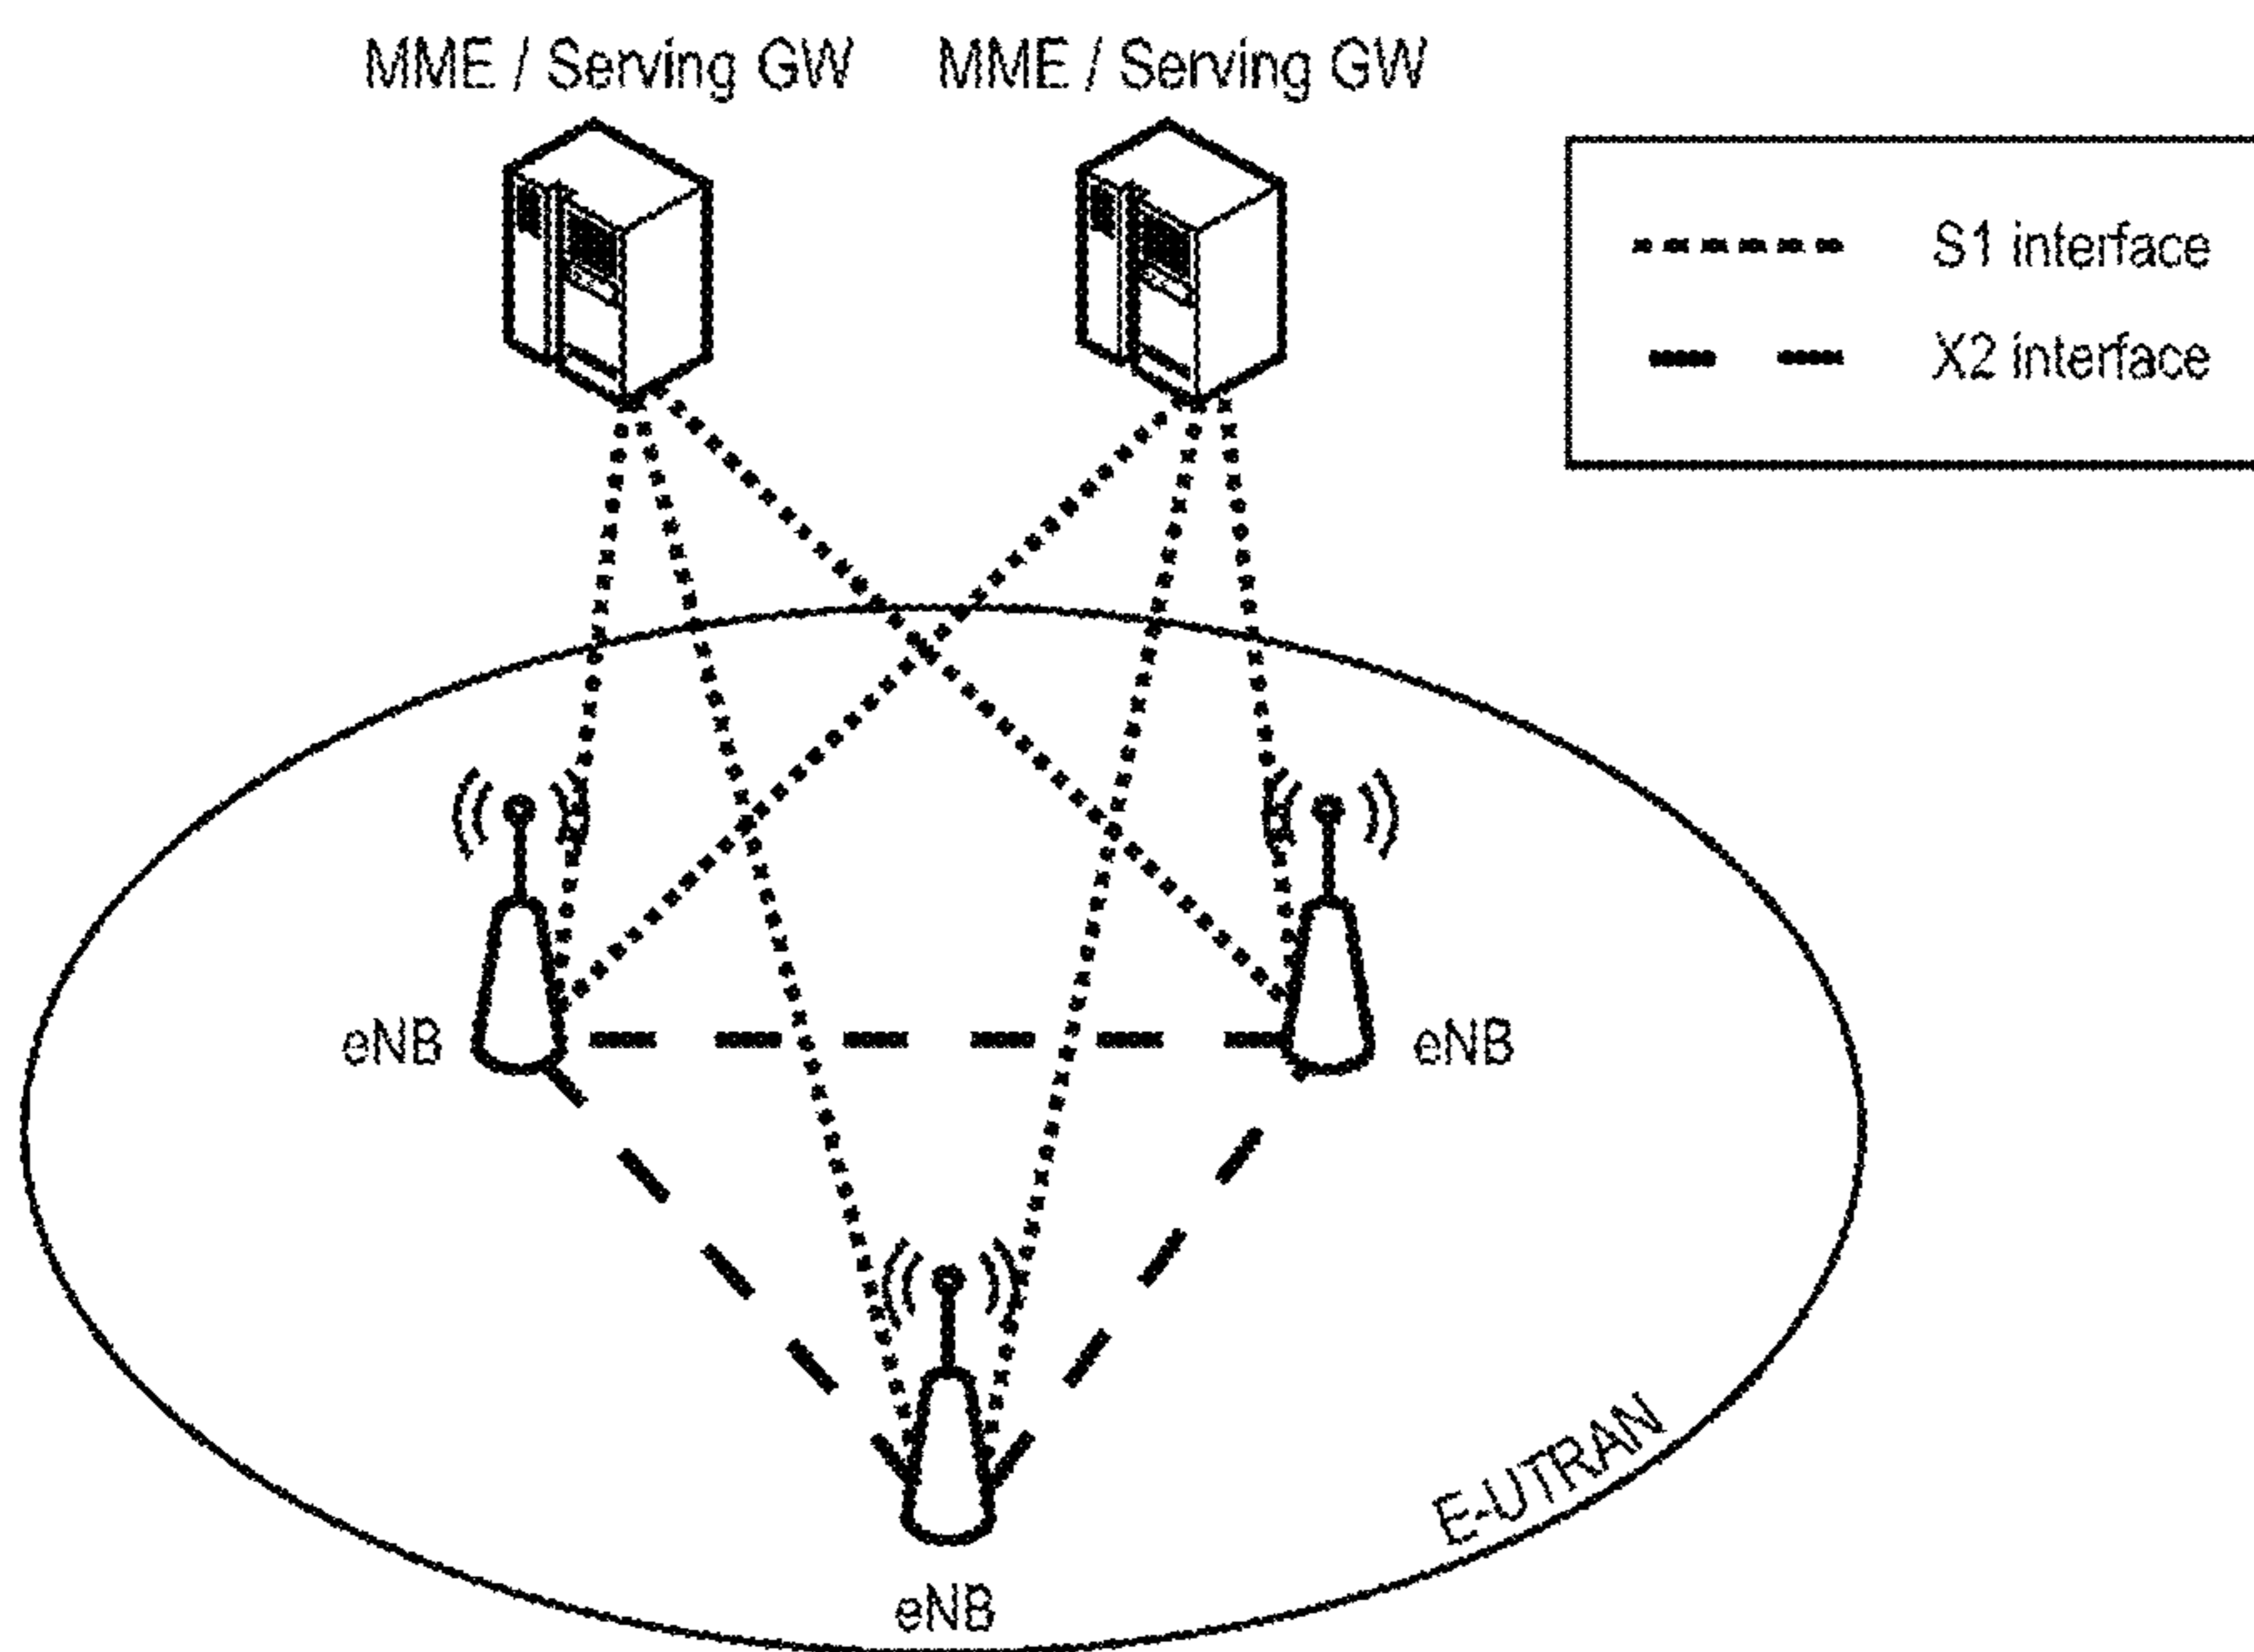 MME / Serving GW
MME / Serving GW
S1 interface
X2 interface
eNB
eNB
E-UTRAN
eNB